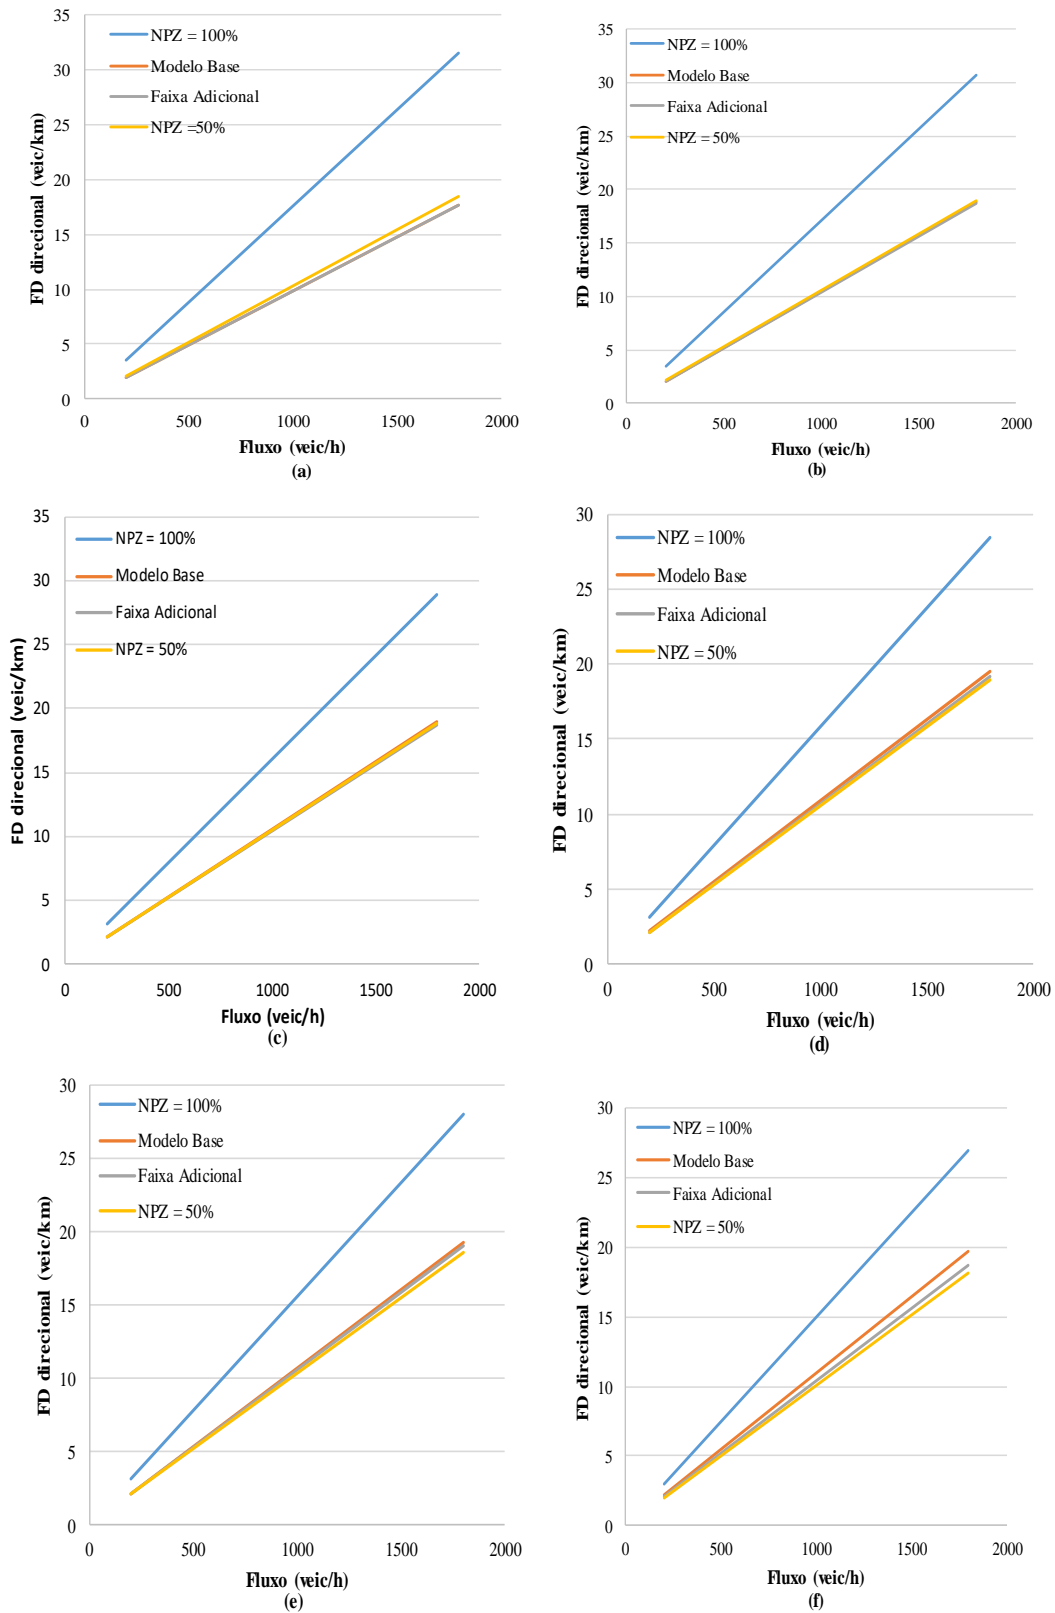 35
30
25
20
15
10
5
0
FD direcional (veic/km)
NPZ = 100%
Modelo Base
Faixa Adicional
NPZ =50%
0 500 1000 1500 2000
Fluxo (veic/h)
(a)
35
30
25
20
15
10
5
0
FD direcional (veic/km)
NPZ = 100%
Modelo Base
Faixa Adicional
NPZ = 50%
0 500 1000 1500 2000
Fluxo (veic/h)
(b)
35
30
25
20
15
10
5
0
FD direcional (veic/km)
NPZ = 100%
Modelo Base
Faixa Adicional
NPZ = 50%
0 500 1000 1500 2000
Fluxo (veic/h)
(c)
30
25
20
15
10
5
0
FD direcional (veic/km)
NPZ = 100%
Modelo Base
Faixa Adicional
NPZ = 50%
0 500 1000 1500 2000
Fluxo (veic/h)
(d)
30
25
20
15
10
5
0
FD direcional (veic/km)
NPZ = 100%
Modelo Base
Faixa Adicional
NPZ = 50%
0 500 1000 1500 2000
Fluxo (veic/h)
(e)
30
25
20
15
10
5
0
FD direcional (veic/km)
NPZ = 100%
Modelo Base
Faixa Adicional
NPZ = 50%
0 500 1000 1500 2000
Fluxo (veic/h)
(f)